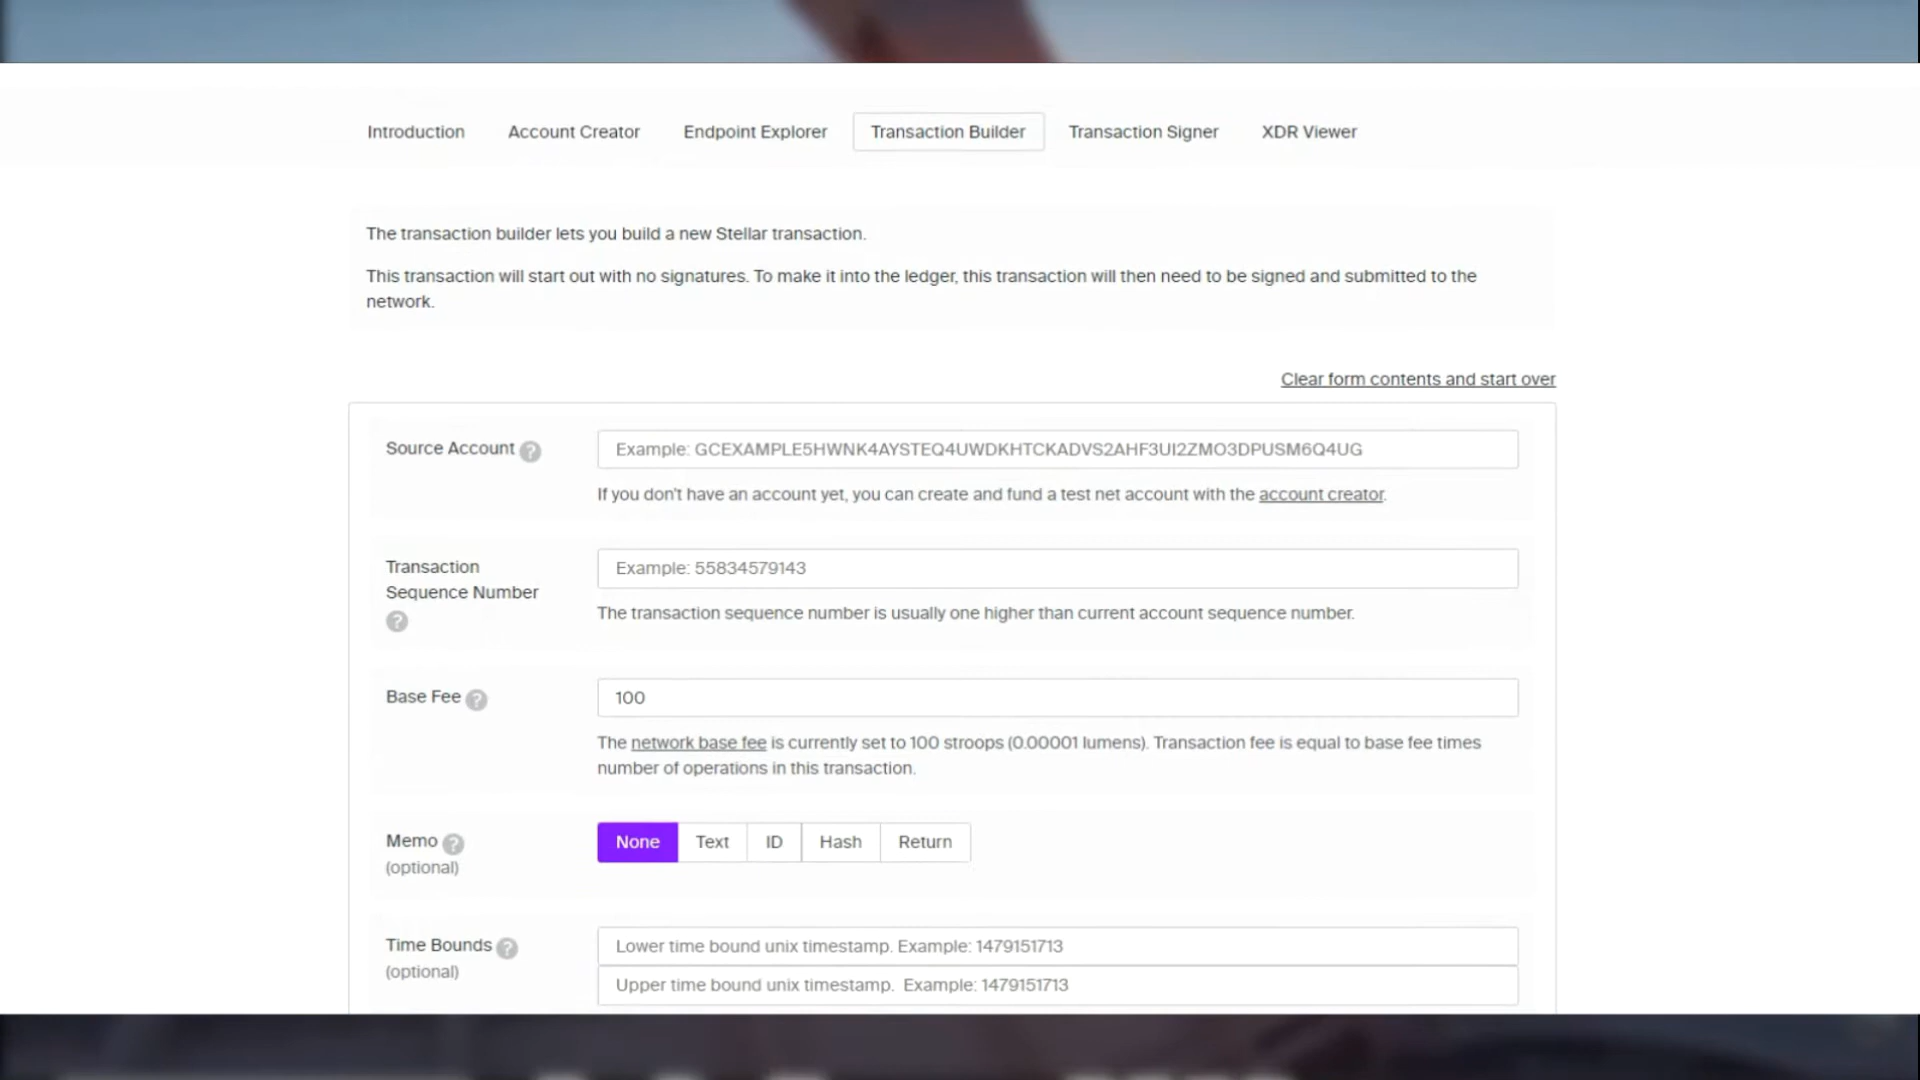 Introduction Account Creator Endpoint Explorer Transaction Builder Transaction Signer XDR Viewer
The transaction builder lets you build a new Stellar transaction.
This transaction will start out with no signatures. To make it into the ledger, this transaction will then need to be signed and submitted to the
network.
Clear form contents and start over
Source Account ?
Example: GCEXAMPLE5HWNK4AYSTEQ4UWDKHTCKADVS2AHF3UI2ZMO3DPUSM6Q4UG
If you don't have an account yet, you can create and fund a test net account with the account creator.
Transaction
Sequence Number
?
Example: 55834579143
The transaction sequence number is usually one higher than current account sequence number.
Base Fee ?
100
The network base fee is currently set to 100 stroops (0.00001 lumens). Transaction fee is equal to base fee times
number of operations in this transaction.
Memo ?
(optional)
None Text ID Hash Return
Time Bounds ?
(optional)
Lower time bound unix timestamp. Example: 1479151713
Upper time bound unix timestamp. Example: 1479151713